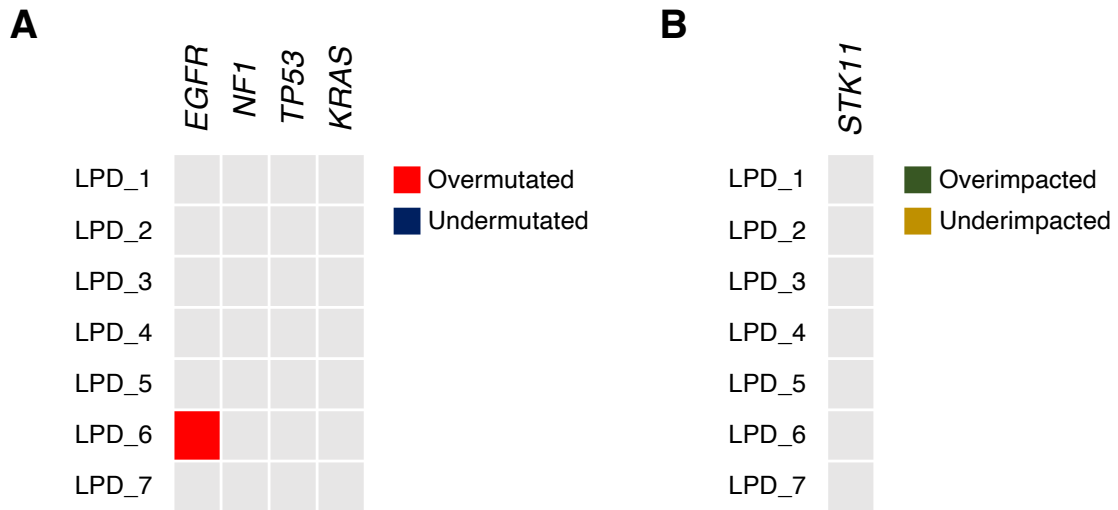 A
EGFR
NF1
TP53
KRAS
LPD_1
LPD_2
LPD_3
LPD_4
LPD_5
LPD_6
LPD_7
Overmutated
Undermutated
B
STK11
LPD_1
LPD_2
LPD_3
LPD_4
LPD_5
LPD_6
LPD_7
Overimpacted
Underimpacted